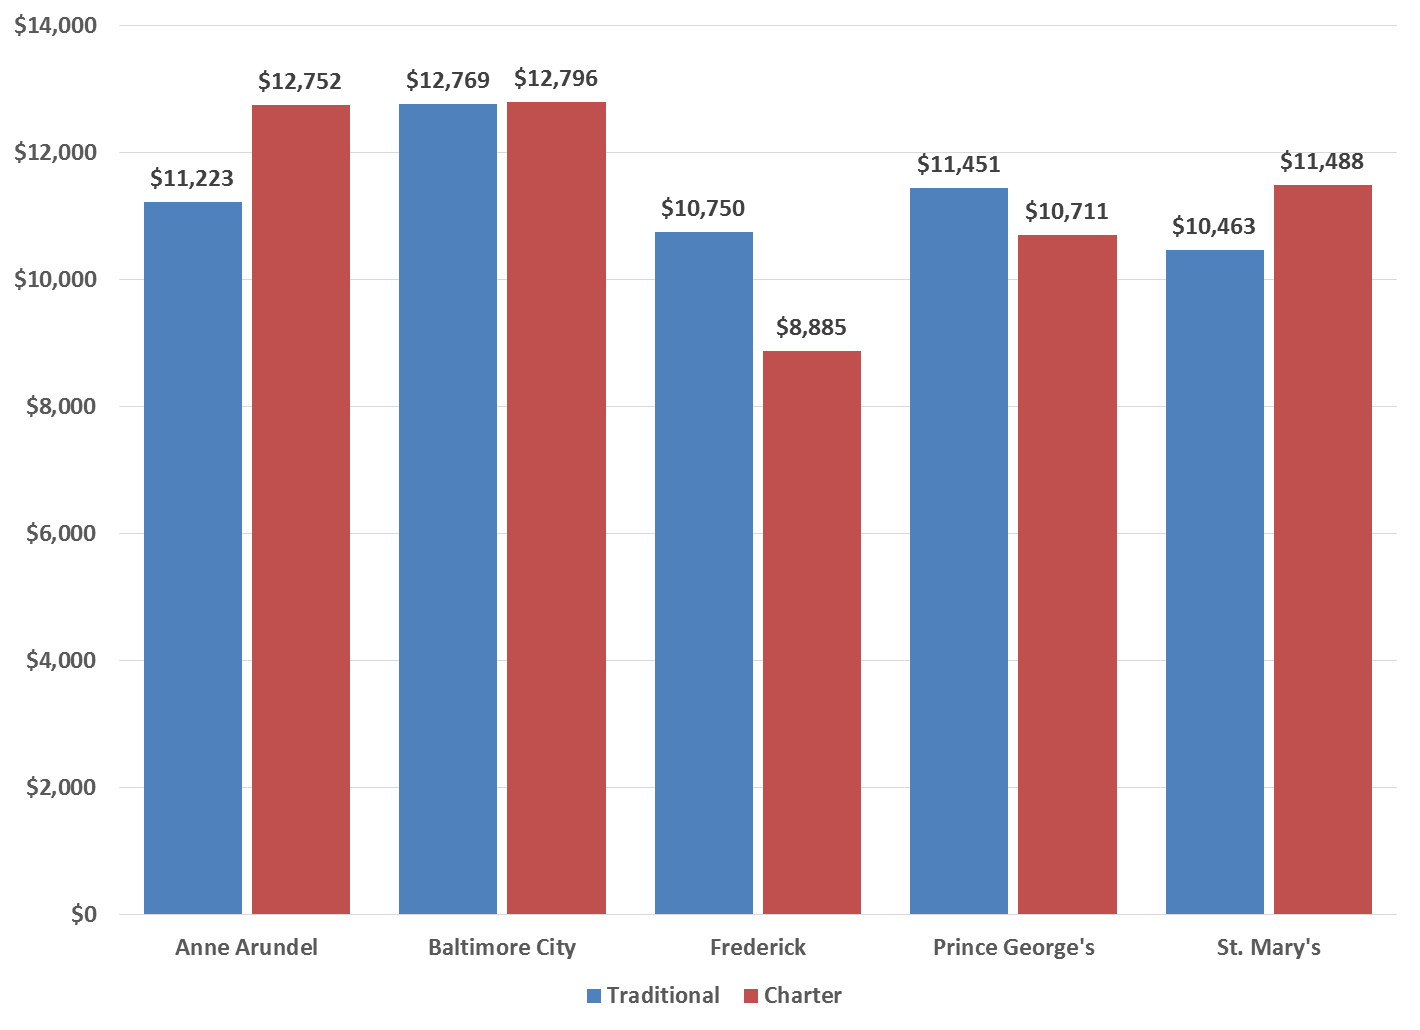 $14,000
$12,000
$10,000
$8,000
$6,000
$4,000
$2,000
$0
$11,223
$12,752
$12,769
$12,796
$10,750
$8,885
$11,451
$10,711
$10,463
$11,488
Anne Arundel
Baltimore City
Frederick
Prince George's
St. Mary's
Traditional
Charter